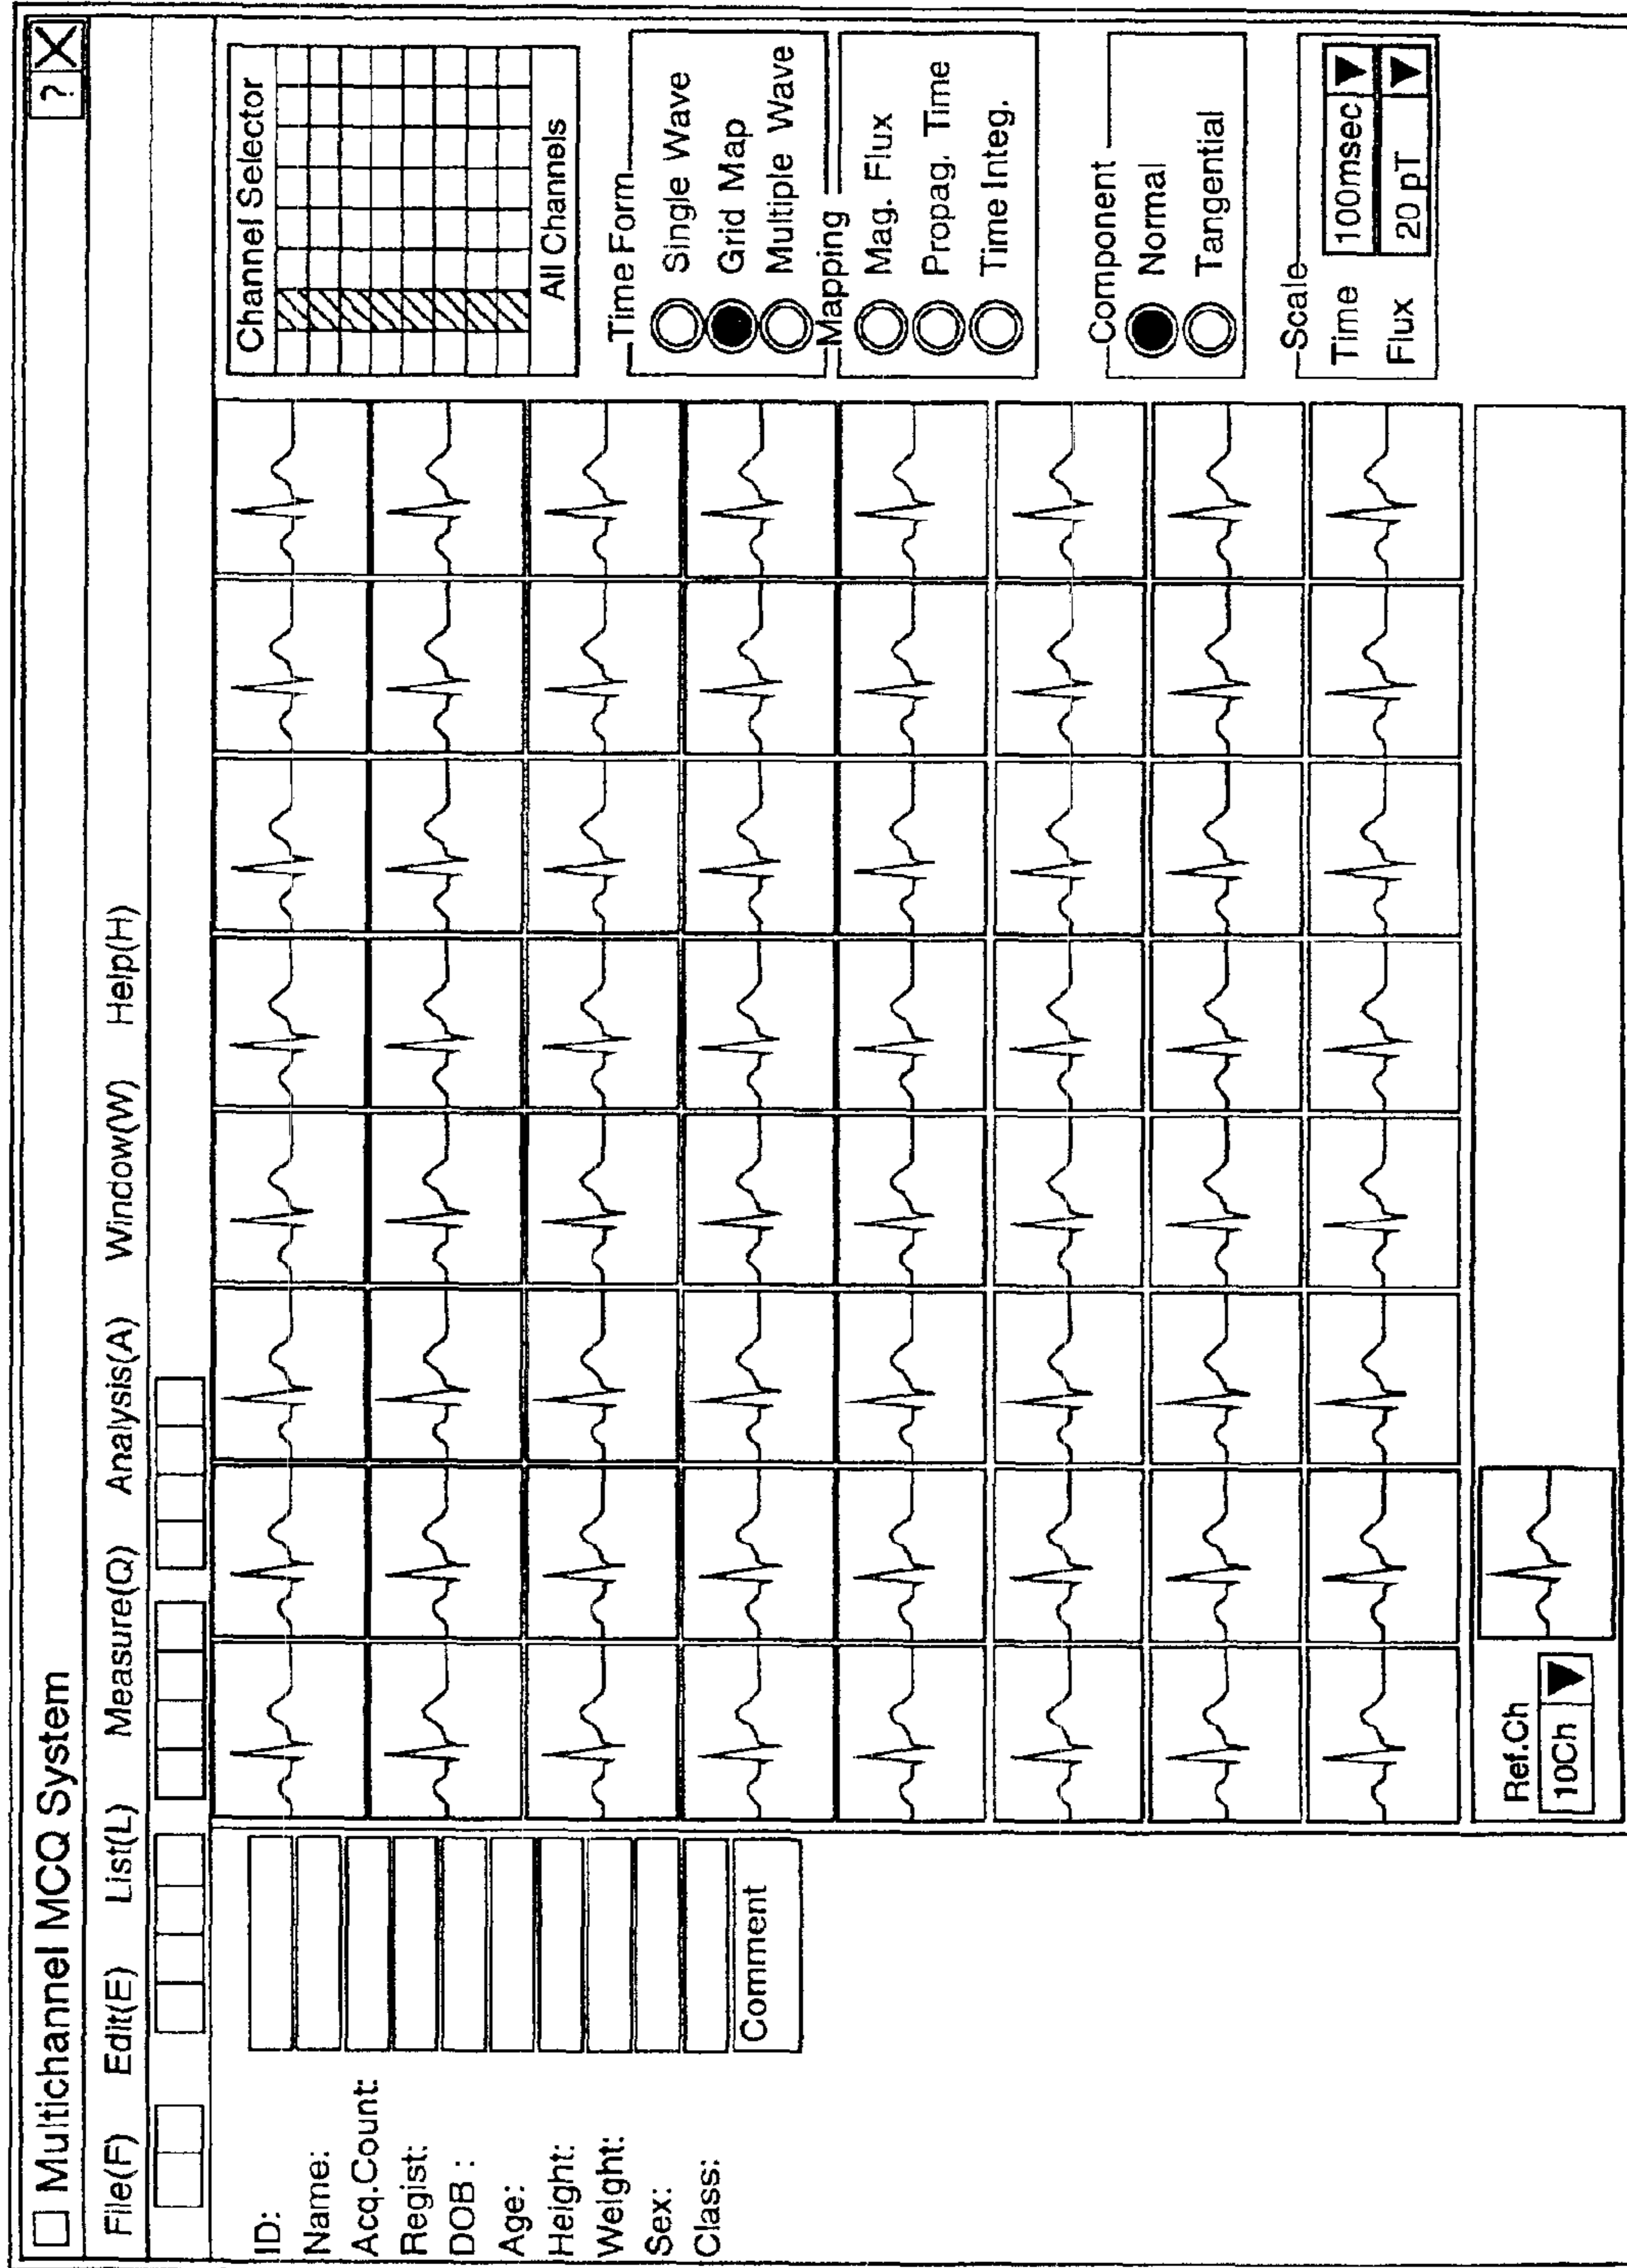 Multichannel MCQ System
?
File(F) Edit(E) List(L) Measure(Q) Analysis(A) Window(W) Help(H)
ID:
Name:
Acq.Count:
Regist:
DOB :
Age:
Height:
Weight:
Sex:
Class:
Comment
Ref.Ch
10Ch
Channel Selector
All Channels
Time Form
Single Wave
Grid Map
Multiple Wave
Mapping
Mag. Flux
Propag. Time
Time Integ.
Component
Normal
Tangential
Scale
Time 100msec
Flux 20 pT